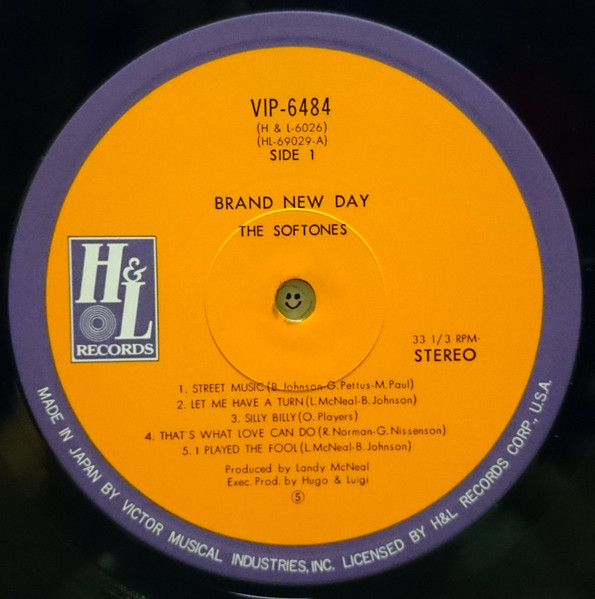 VIP-6484
(H & L-6026)
(HL-69029-A)
SIDE 1
BRAND NEW DAY
THE SOFTONES
H&L
RECORDS
33 1/3 RPM·
STEREO
1. STREET MUSIC(B. Johnson-G.Pettus-M.Paul)
2. LET ME HAVE A TURN(L.McNeal-B.Johnson)
3. SILLY BILLY(O. Players)
4. THAT'S WHAT LOVE CAN DO(R.Norman-G.Nissenson)
5. I PLAYED THE FOOL(L.McNeal-B.Johnson)
Produced by Landy McNeal
Exec. Prod. by Hugo & Luigi
⑤
MADE IN JAPAN BY VICTOR MUSICAL INDUSTRIES, INC. LICENSED BY H&L RECORDS CORP., U.S.A.